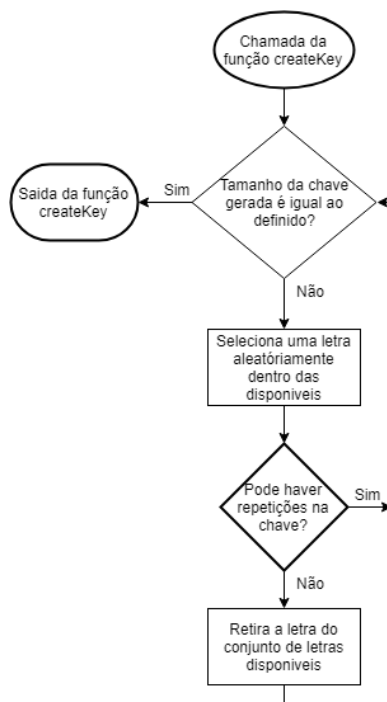 Chamada da
função createKey
Tamanho da chave
gerada é igual ao
definido?
Sim
Saida da função
createKey
Não
Seleciona uma letra
aleatóriamente
dentro das
disponiveis
Pode haver
repetições na
chave?
Sim
Não
Retira a letra do
conjunto de letras
disponiveis